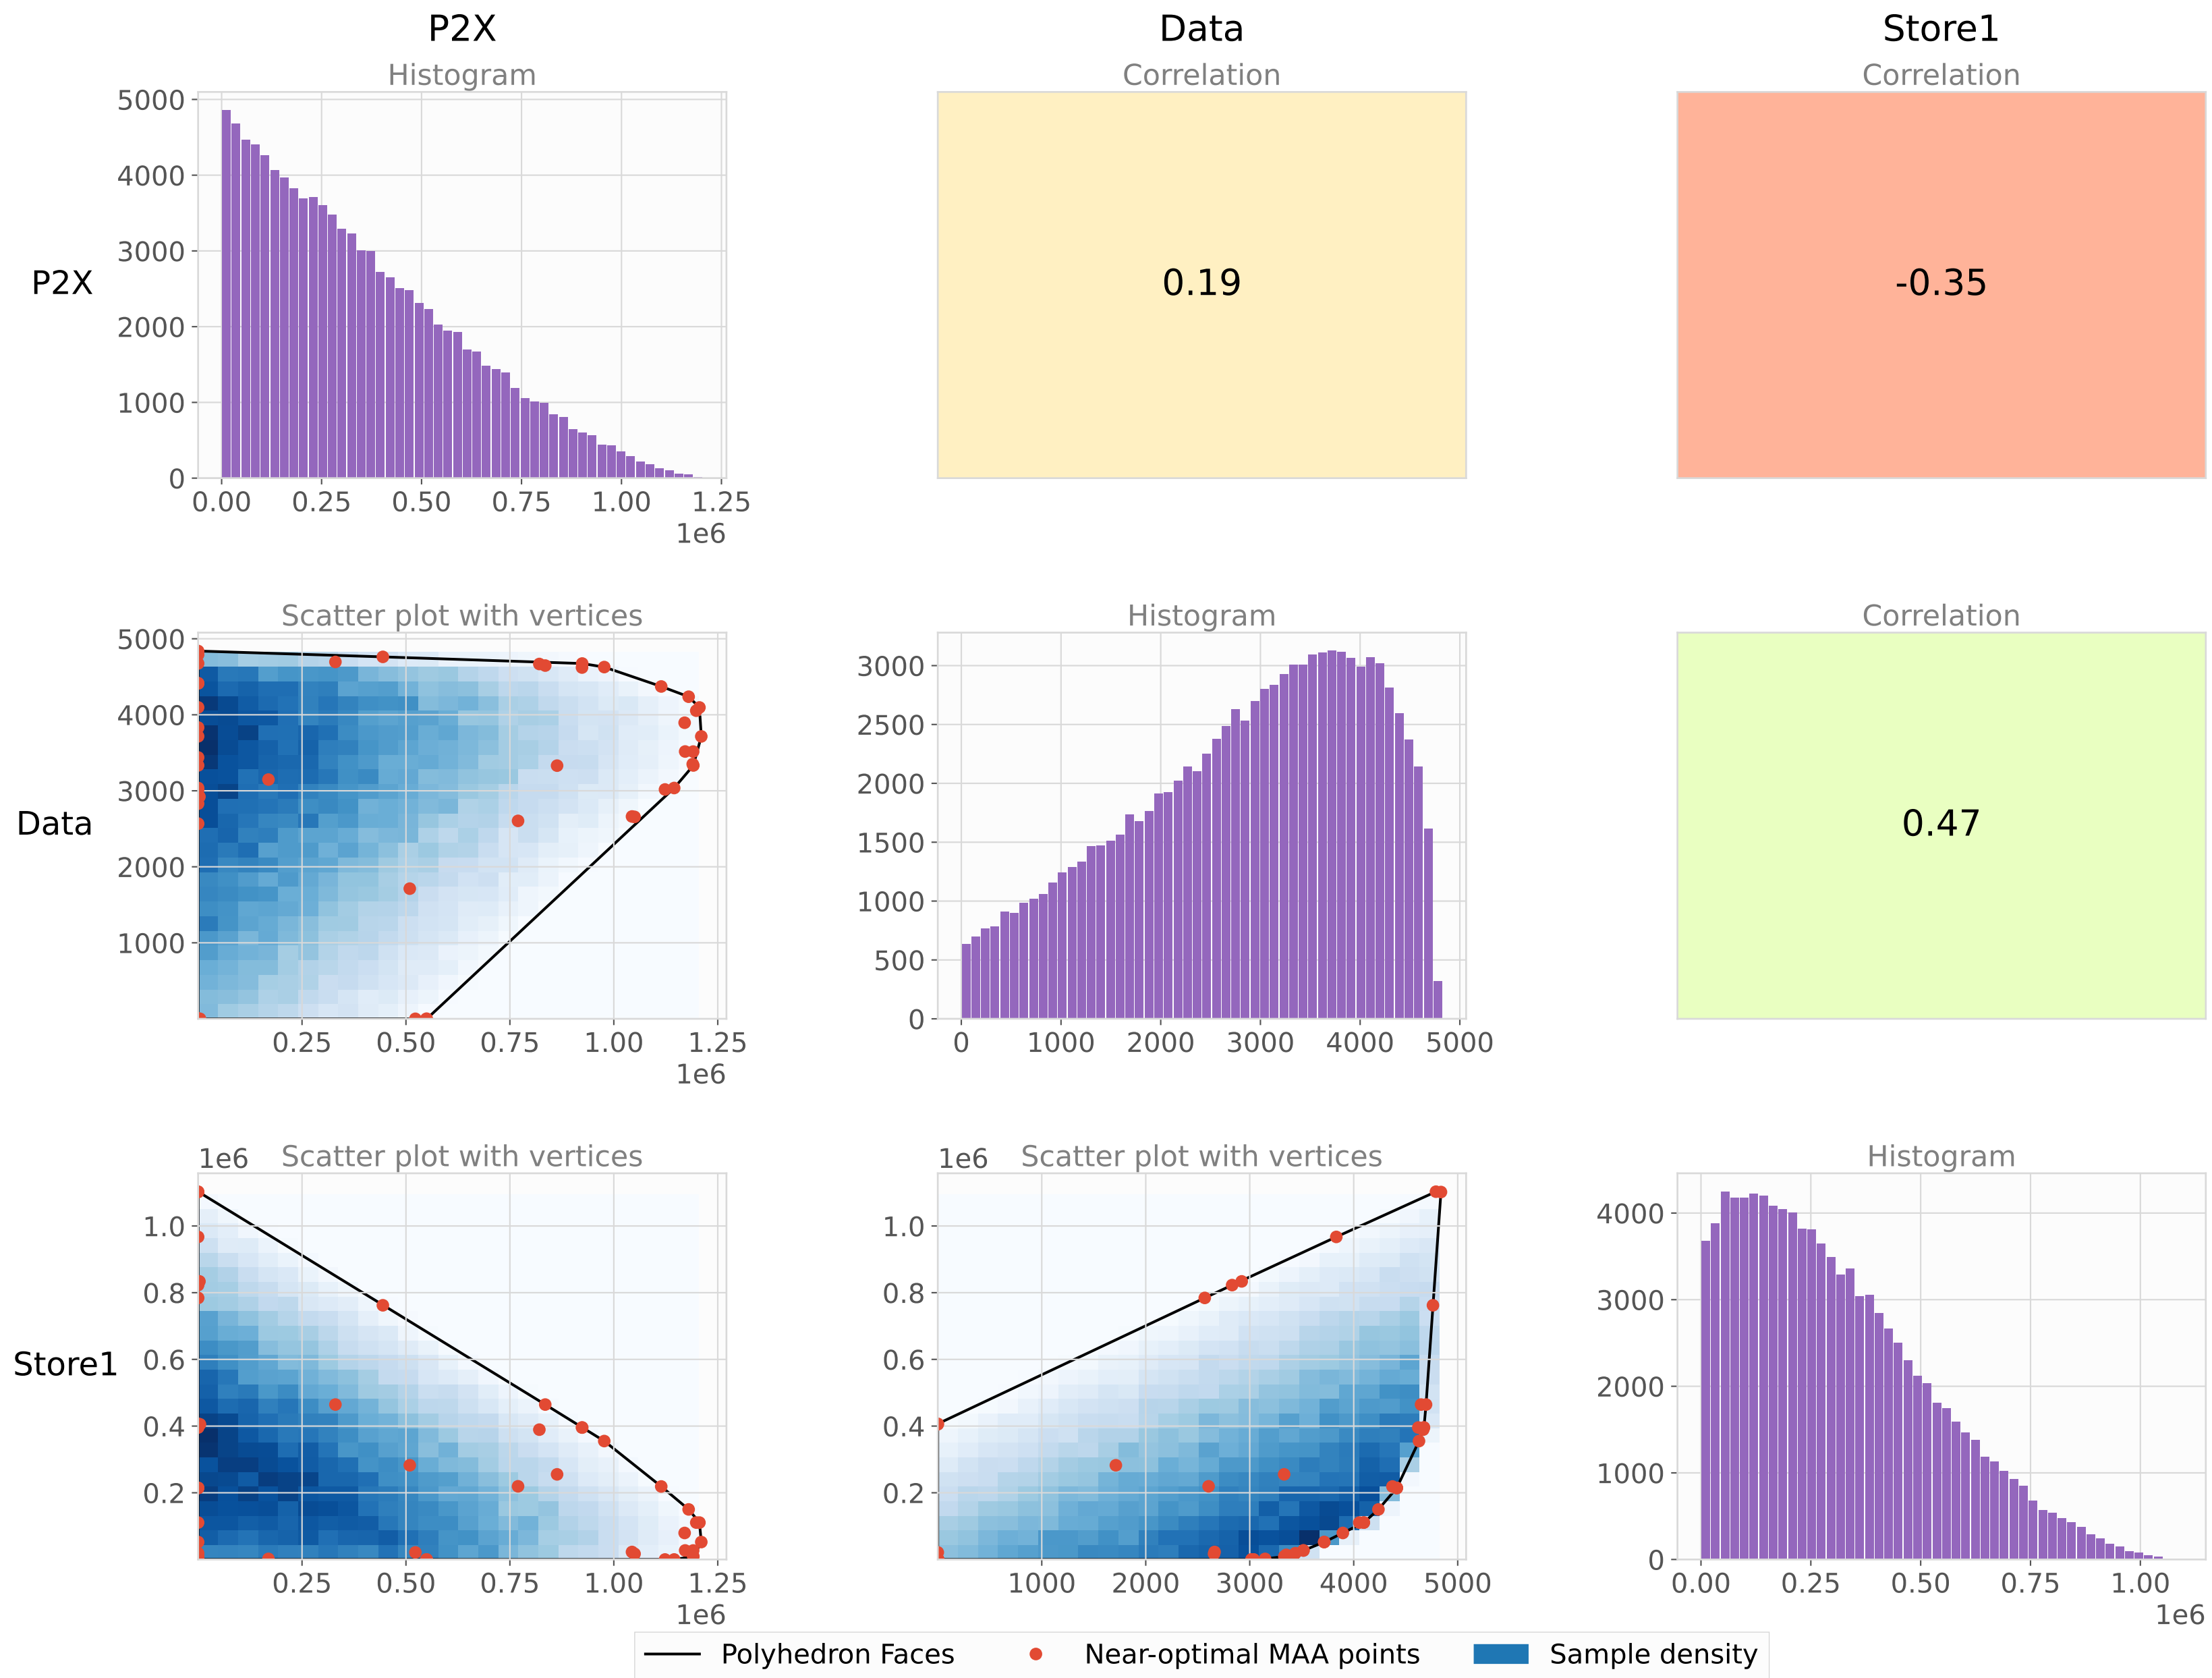 P2X Data Store1
Histogram Correlation Correlation
P2X
5000
4000
3000
2000
1000
0
0.00 0.25 0.50 0.75 1.00 1.25
1e6
0.19
-0.35
Scatter plot with vertices Histogram Correlation
Data
5000
4000
3000
2000
1000
0.25 0.50 0.75 1.00 1.25
1e6
3000
2500
2000
1500
1000
500
0
0 1000 2000 3000 4000 5000
0.47
1e6 Scatter plot with vertices 1e6 Scatter plot with vertices Histogram
Store1
1.0
0.8
0.6
0.4
0.2
0.25 0.50 0.75 1.00 1.25
1e6
1.0
0.8
0.6
0.4
0.2
1000 2000 3000 4000 5000
4000
3000
2000
1000
0
0.00 0.25 0.50 0.75 1.00
1e6
Polyhedron Faces Near-optimal MAA points Sample density